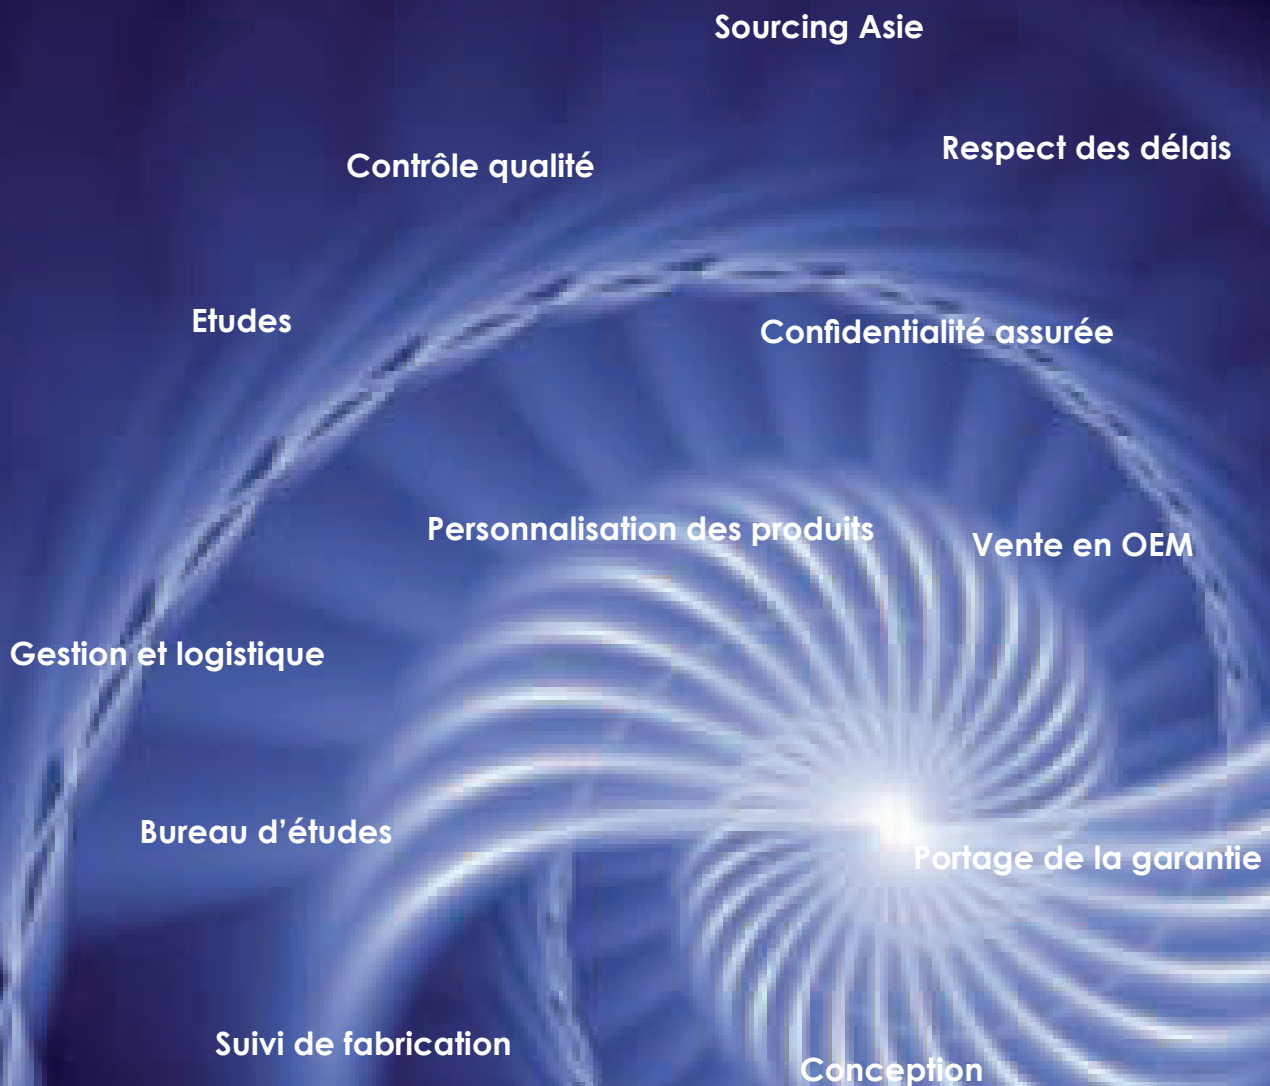 Sourcing Asie
Respect des délais
Contrôle qualité
Etudes
Confidentialité assurée
Personnalisation des produits
Vente en OEM
Gestion et logistique
Bureau d’études
Portage de la garantie
Suivi de fabrication
Conception